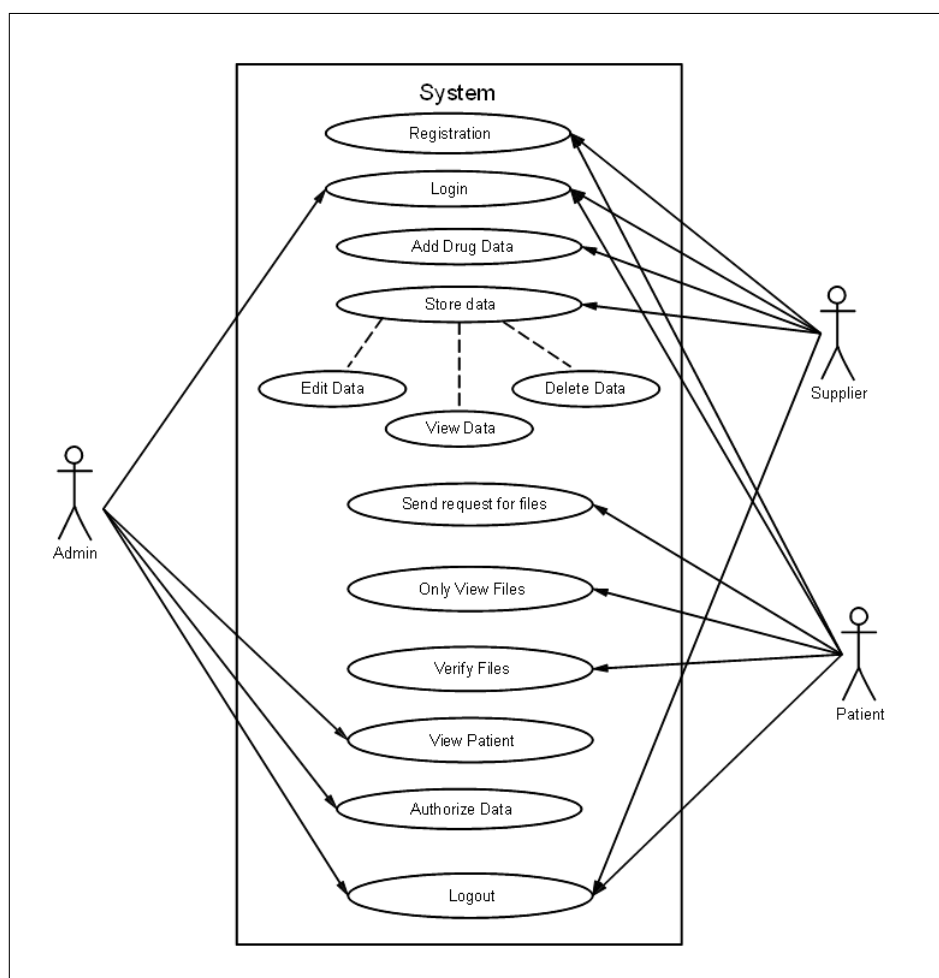 System
Registration
Login
Add Drug Data
Store data
Edit Data
Delete Data
View Data
Supplier
Send request for files
Admin
Only View Files
Verify Files
Patient
View Patient
Authorize Data
Logout